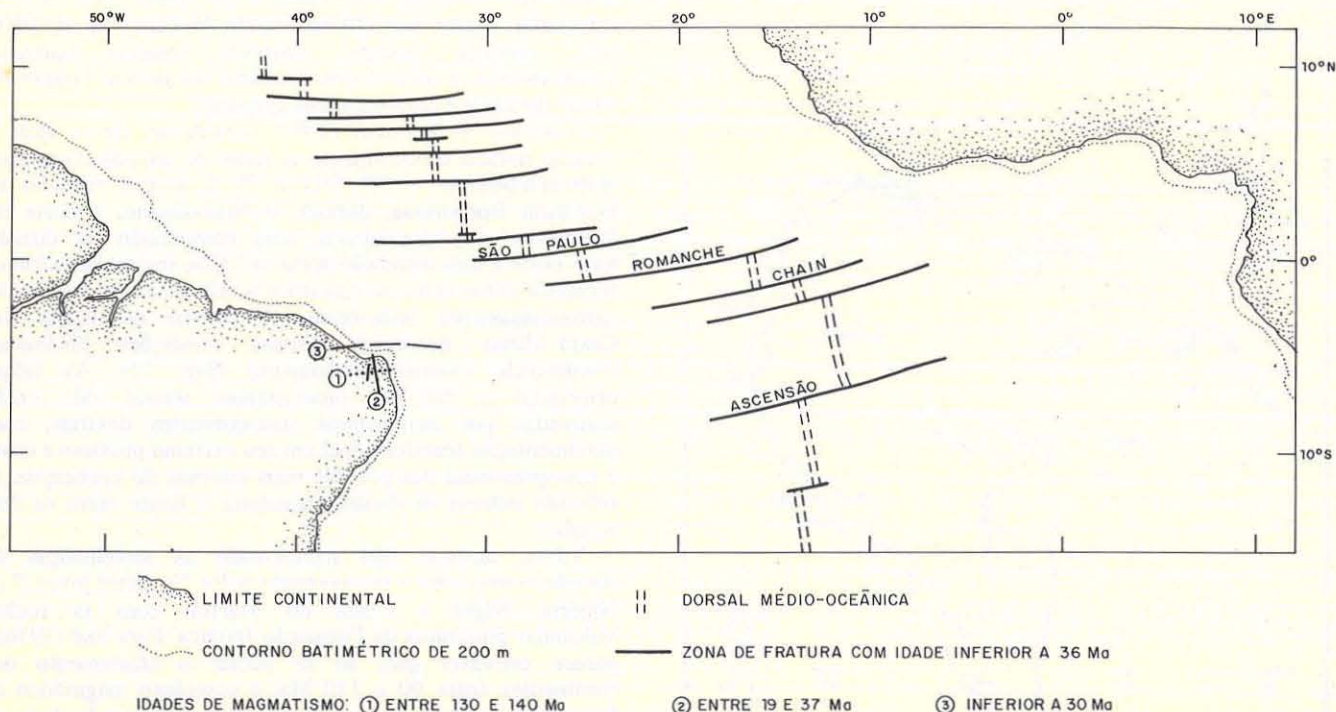 50°W 40° 30° 20° 10° 0° 10°E
10°N
SÃO PAULO
ROMANCHE
CHAIN
0°
③
①
②
ASCENSÃO
10°S
LIMITE CONTINENTAL
DORSAL MÉDIO-OCEÂNICA
CONTORNO BATIMÉTRICO DE 200 m
ZONA DE FRATURA COM IDADE INFERIOR A 36 Ma
IDADES DE MAGMATISMO: ① ENTRE 130 E 140 Ma ② ENTRE 19 E 37 Ma ③ INFERIOR A 30 Ma